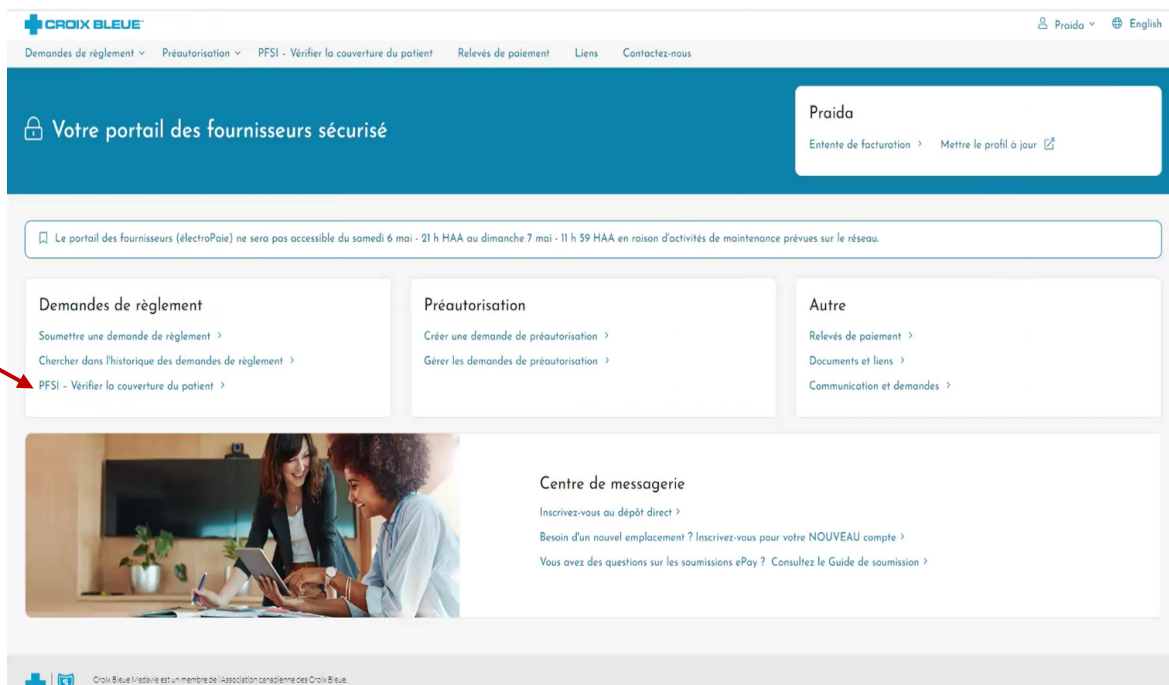 CROIX BLEUE
Praida English
Demandes de règlement Préautorisation PFSI - Vérifier la couverture du patient Relevés de paiement Liens Contactez-nous
Votre portail des fournisseurs sécurisé
Praida
Entente de facturation > Mettre le profil à jour
Le portail des fournisseurs (électroPaie) ne sera pas accessible du samedi 6 mai - 21 h HAA au dimanche 7 mai - 11 h 59 HAA en raison d'activités de maintenance prévues sur le réseau.
Demandes de règlement
Soumettre une demande de règlement >
Chercher dans l'historique des demandes de règlement >
PFSI - Vérifier la couverture du patient >
Préautorisation
Créer une demande de préautorisation >
Gérer les demandes de préautorisation >
Autre
Relevés de paiement >
Documents et liens >
Communication et demandes >
Centre de messagerie
Inscrivez-vous au dépôt direct >
Besoin d'un nouvel emplacement ? Inscrivez-vous pour votre NOUVEAU compte >
Vous avez des questions sur les soumissions ePay ? Consultez le Guide de soumission >
Croix Bleue Medavie est un membre de l'Association canadienne des Croix Bleue.